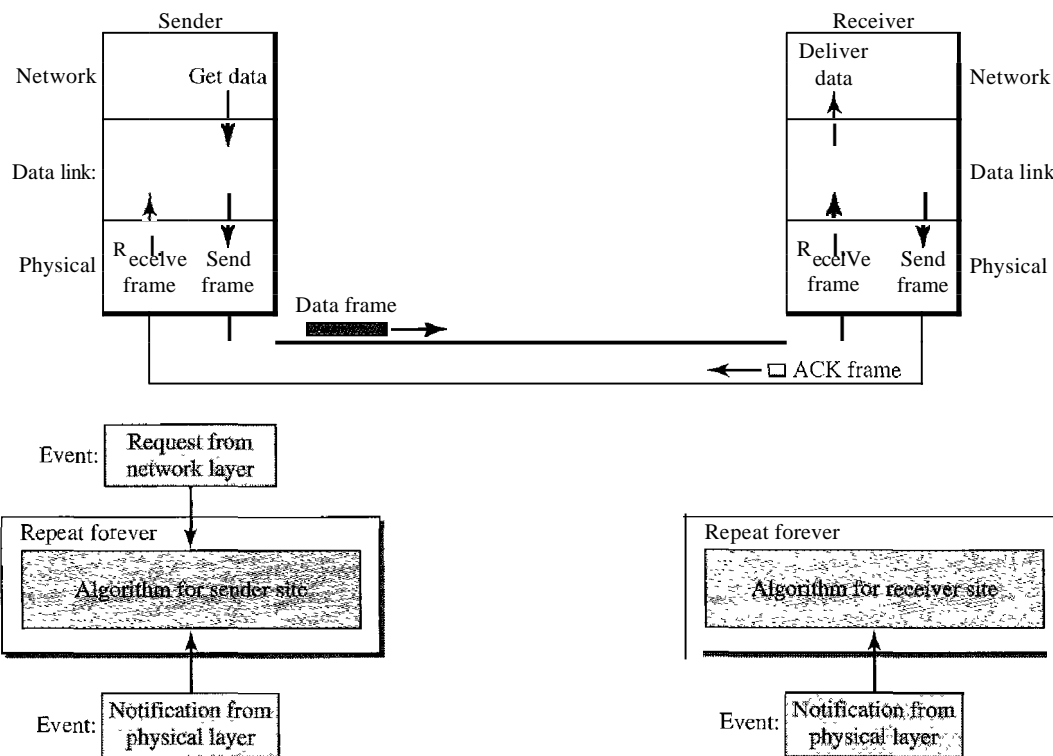 Sender
Receiver
Network
Get data
Deliver
data
Network
Data link:
Data link
Physical
Receive
frame
Send
frame
ReceiVe
frame
Send
frame
Physical
Data frame
ACK frame
Event:
Request from
network layer
Repeat forever
Algorithm for sender site
Repeat forever
Algorithm for receiver site
Event:
Notification from
physical layer
Event:
Notification from
physical layer